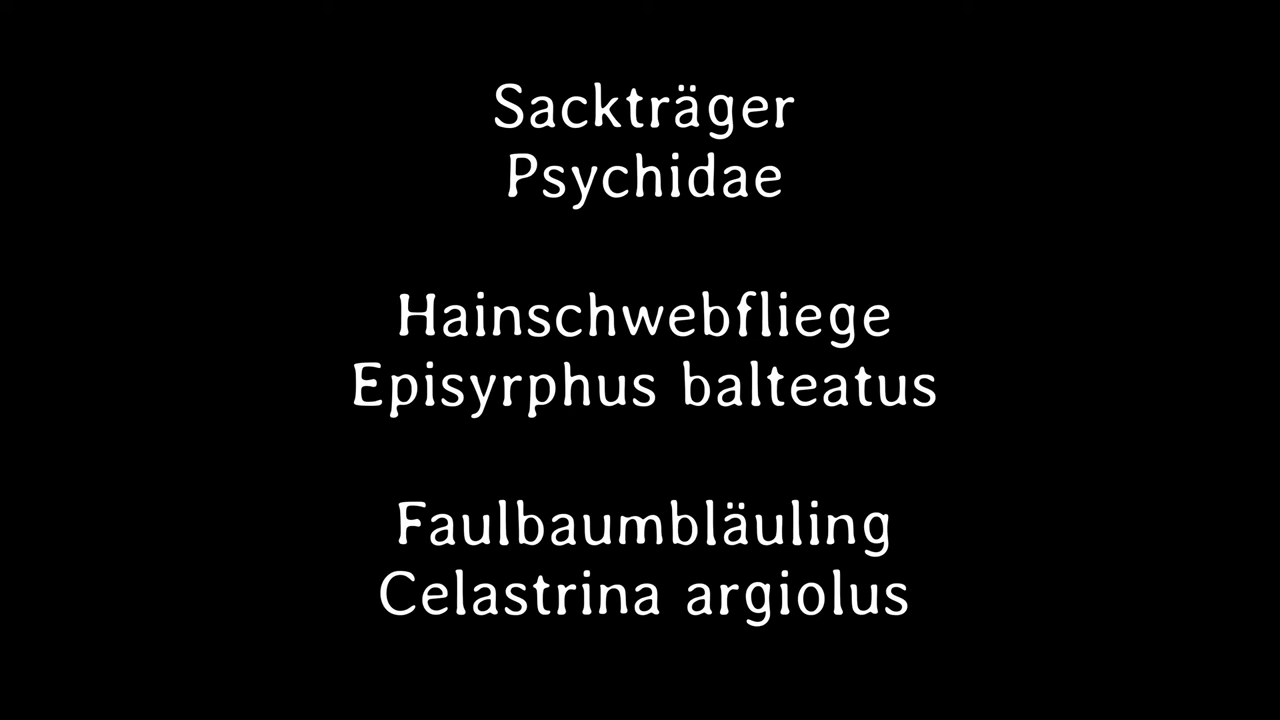 Sackträger
Psychidae
Hainschwebfliege
Episyrphus balteatus
Faulbaumbläuling
Celastrina argiolus